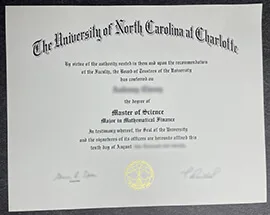 The University of North Carolina at Charlotte
By virtue of the authority vested in them and upon the recommendation
of the Faculty, the Board of Trustees of the University
has conferred on
the degree of
Master of Science
Major in Mathematical Finance
In testimony whereof, the Seal of the University
and the signatures of its officers are hereunto affixed this
tenth day of August